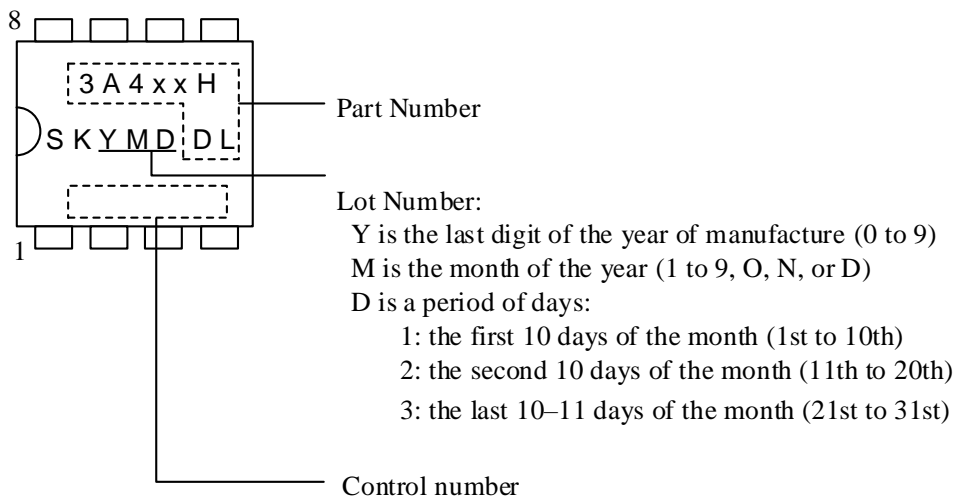 8
3 A 4 x x H
S K Y M D D L
1
Part Number
Lot Number:
Y is the last digit of the year of manufacture (0 to 9)
M is the month of the year (1 to 9, O, N, or D)
D is a period of days:
1: the first 10 days of the month (1st to 10th)
2: the second 10 days of the month (11th to 20th)
3: the last 10–11 days of the month (21st to 31st)
Control number